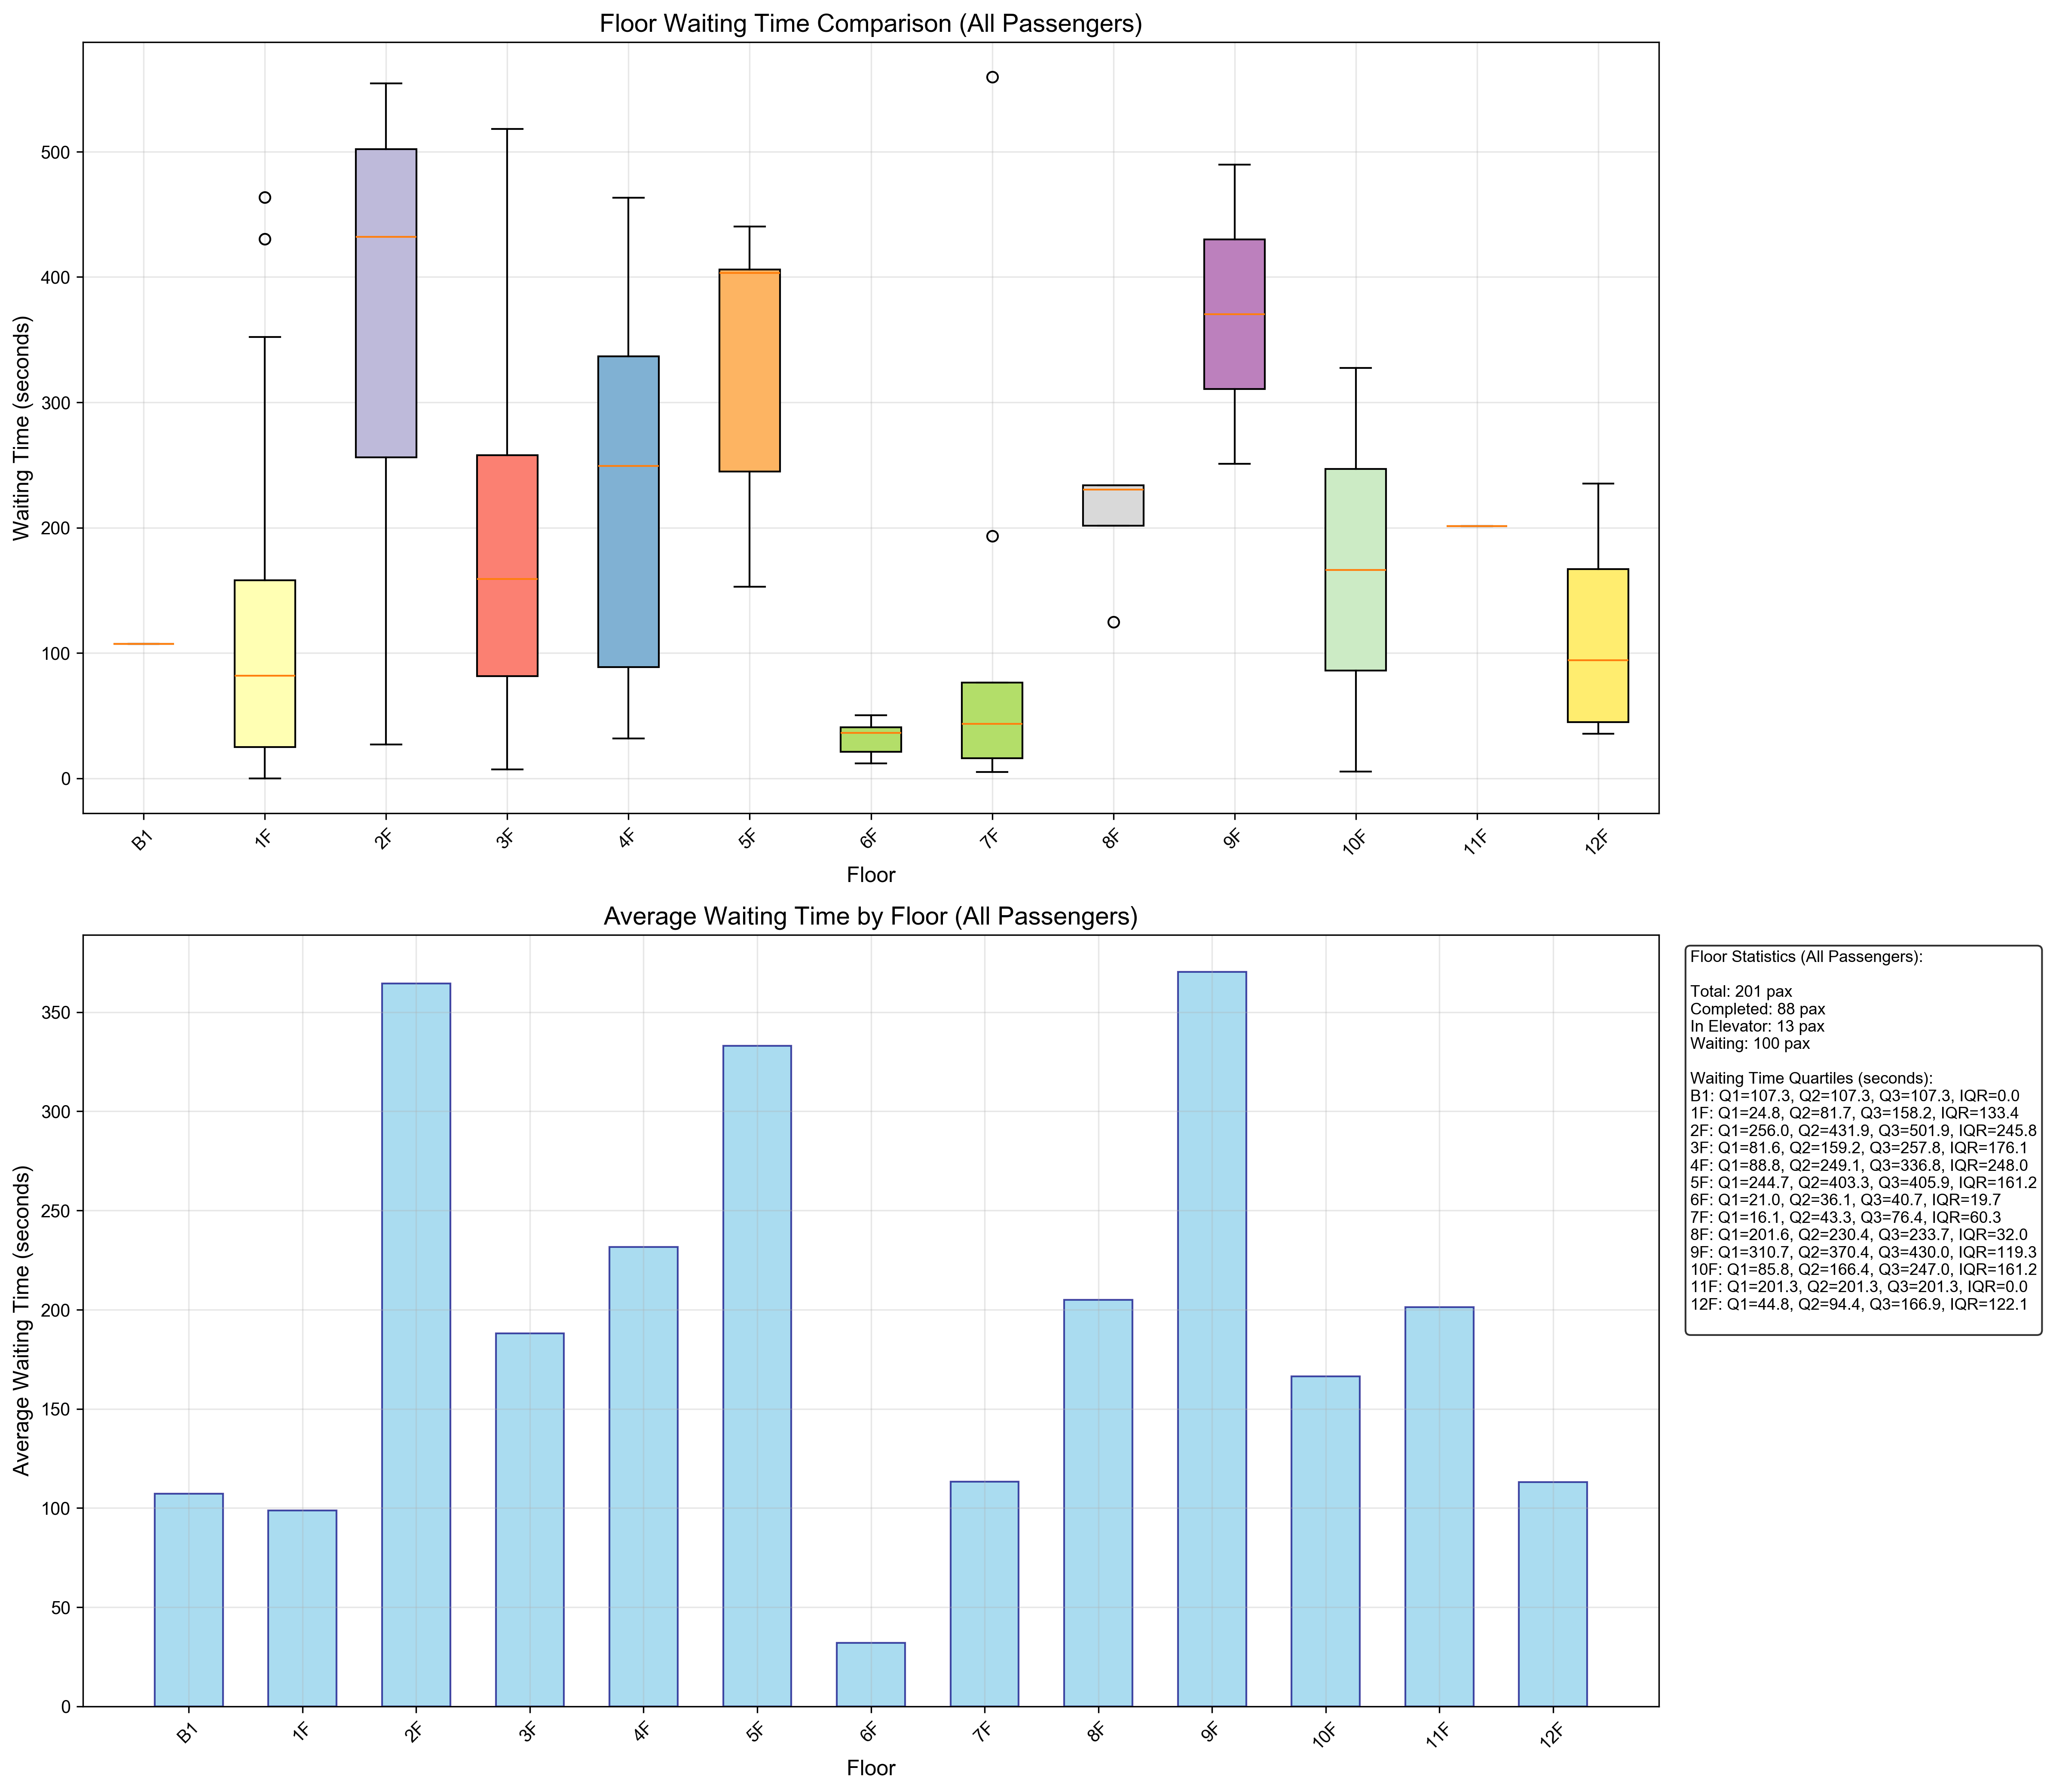 Floor Waiting Time Comparison (All Passengers)
Waiting Time (seconds)
500
400
300
200
100
0
B1 1F 2F 3F 4F 5F 6F 7F 8F 9F 10F 11F 12F
Floor
Average Waiting Time by Floor (All Passengers)
Average Waiting Time (seconds)
350
300
250
200
150
100
50
0
B1 1F 2F 3F 4F 5F 6F 7F 8F 9F 10F 11F 12F
Floor
Floor Statistics (All Passengers):
Total: 201 pax
Completed: 88 pax
In Elevator: 13 pax
Waiting: 100 pax
Waiting Time Quartiles (seconds):
B1: Q1=107.3, Q2=107.3, Q3=107.3, IQR=0.0
1F: Q1=24.8, Q2=81.7, Q3=158.2, IQR=133.4
2F: Q1=256.0, Q2=431.9, Q3=501.9, IQR=245.8
3F: Q1=81.6, Q2=159.2, Q3=257.8, IQR=176.1
4F: Q1=88.8, Q2=249.1, Q3=336.8, IQR=248.0
5F: Q1=244.7, Q2=403.3, Q3=405.9, IQR=161.2
6F: Q1=21.0, Q2=36.1, Q3=40.7, IQR=19.7
7F: Q1=16.1, Q2=43.3, Q3=76.4, IQR=60.3
8F: Q1=201.6, Q2=230.4, Q3=233.7, IQR=32.0
9F: Q1=310.7, Q2=370.4, Q3=430.0, IQR=119.3
10F: Q1=85.8, Q2=166.4, Q3=247.0, IQR=161.2
11F: Q1=201.3, Q2=201.3, Q3=201.3, IQR=0.0
12F: Q1=44.8, Q2=94.4, Q3=166.9, IQR=122.1